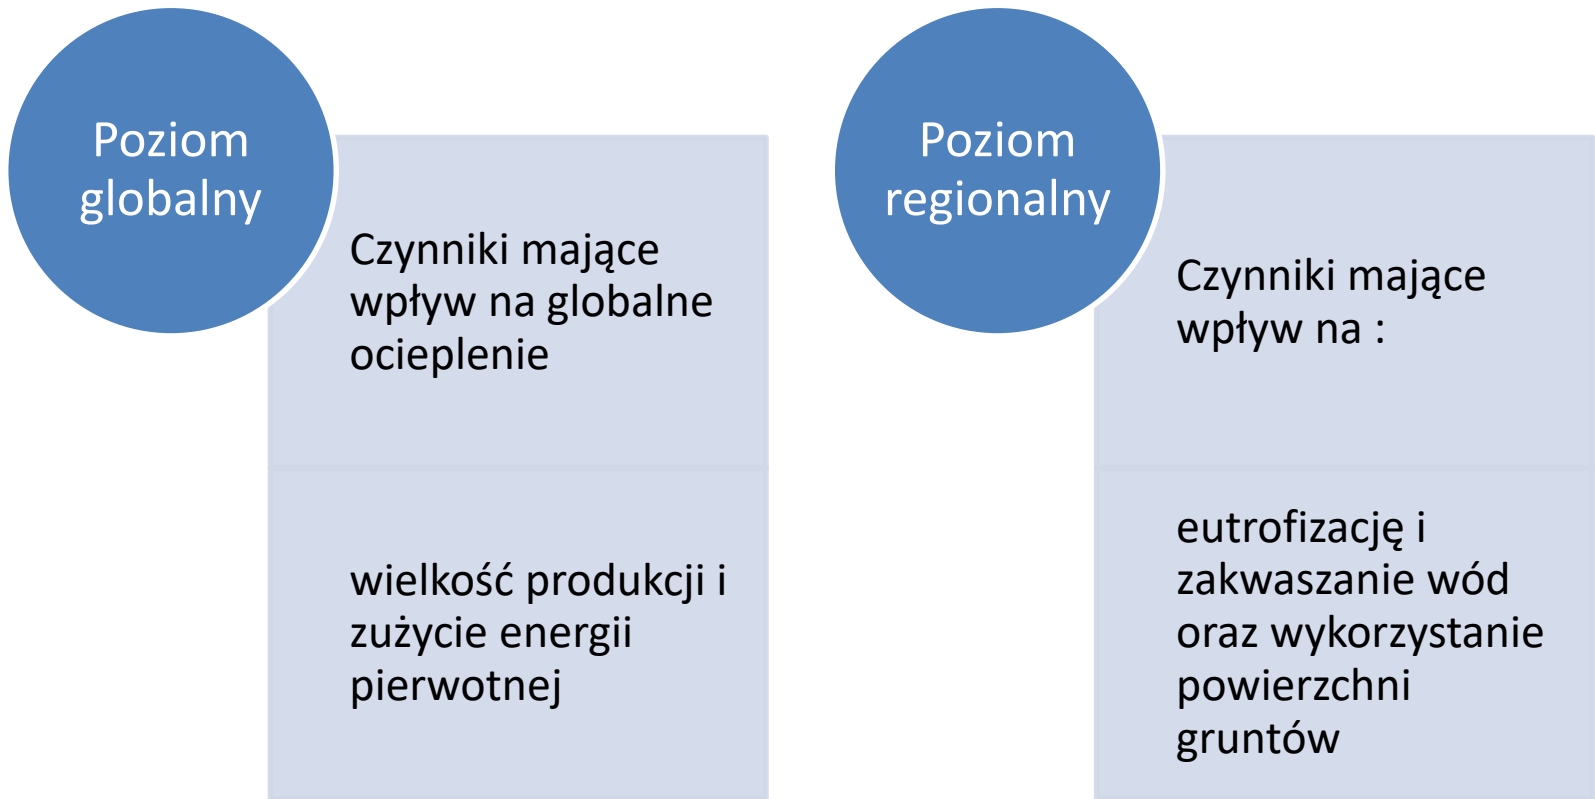 Poziom
globalny
Czynniki mające
wpływ na globalne
ocieplenie
wielkość produkcji i
zużycie energii
pierwotnej
Poziom
regionalny
Czynniki mające
wpływ na :
eutrofizację i
zakwaszanie wód
oraz wykorzystanie
powierzchni
gruntów